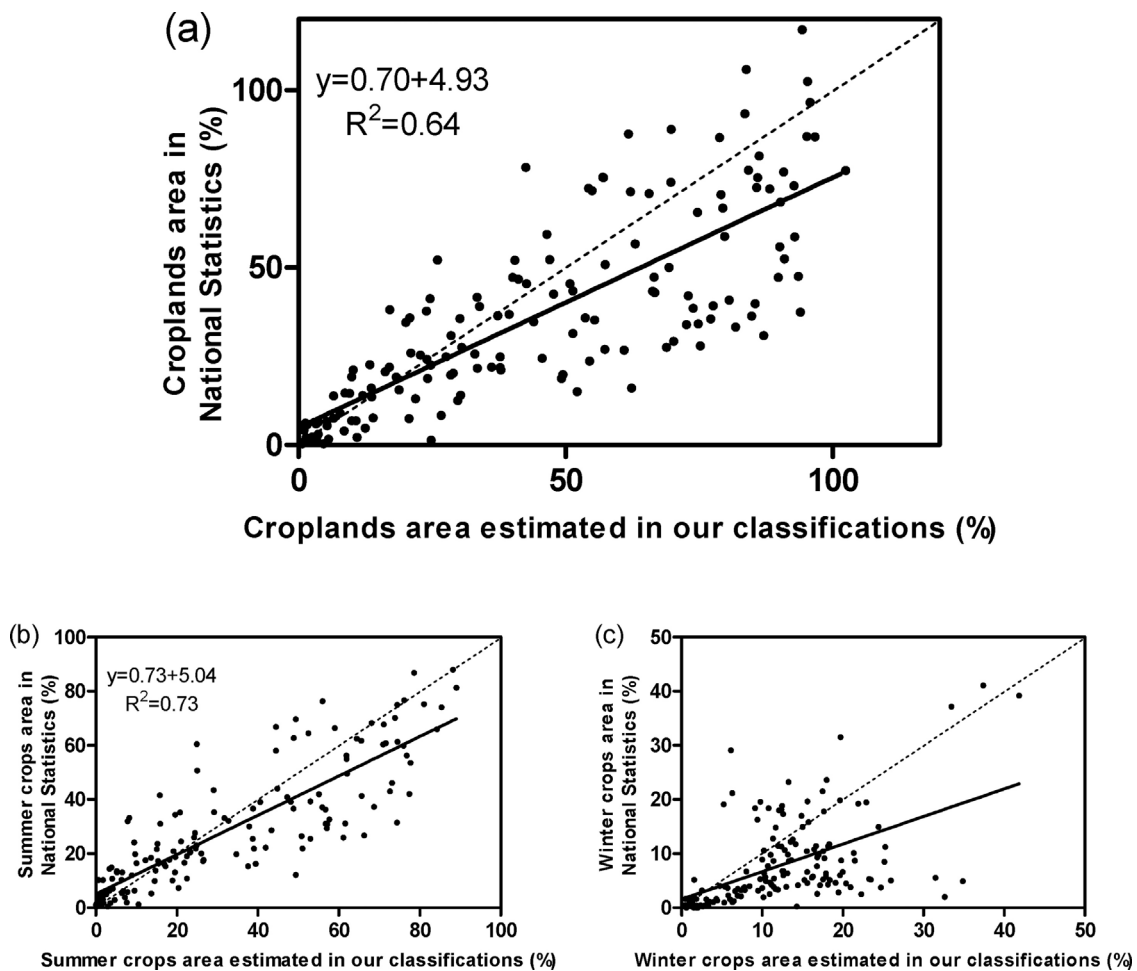 (a)
y=0.70+4.93
R²=0.64
Croplands area in
National Statistics (%)
100
50
0
0 50 100
Croplands area estimated in our classifications (%)
(b)
y=0.73+5.04
R²=0.73
Summer crops area in
National Statistics (%)
100
80
60
40
20
0
0 20 40 60 80 100
Summer crops area estimated in our classifications (%)
(c)
Winter crops area in
National Statistics (%)
50
40
30
20
10
0
0 10 20 30 40 50
Winter crops area estimated in our classifications (%)